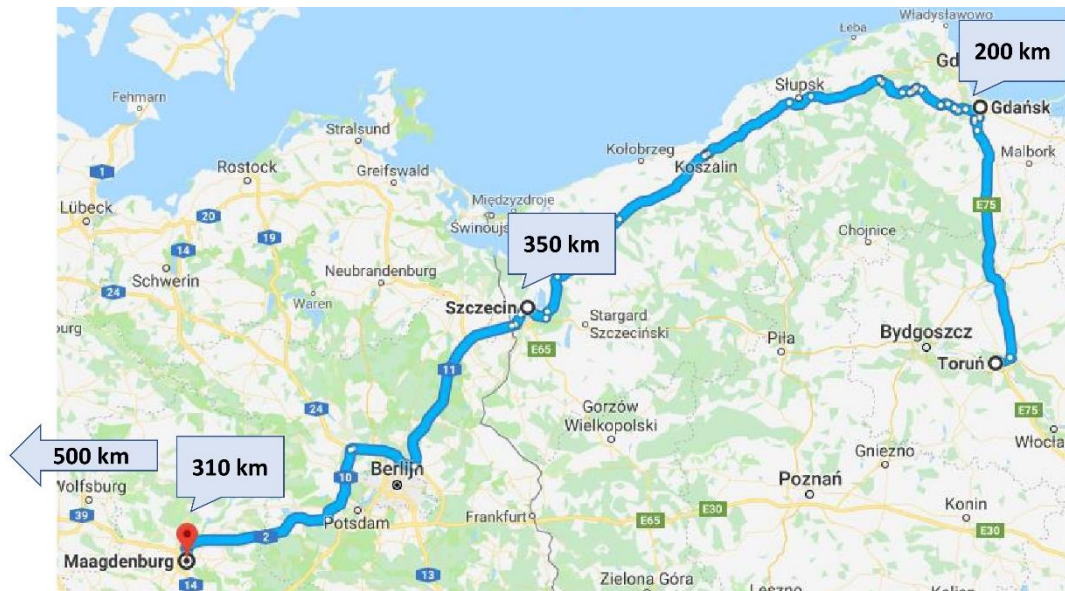 Władysławowo
Łeba
200 km
Gd
Słupsk
Gdańsk
Fehmarn
Stralsund
Kołobrzeg
Koszalin
Malbork
1
Rostock
Greifswald
E75
Lübeck
20
Międzyzdroje
Świnoujś
350 km
Chojnice
14
19
Schwerin
Neubrandenburg
24
Waren
Szczecin
Stargard
Szczeciński
burg
E65
Piła
Bydgoszcz
Toruń
11
24
Gorzów
Wielkopolski
E75
Włocła
500 km
310 km
Berlijn
10
Gniezno
Wolfsburg
Poznań
39
Potsdam
Frankfurt
E65
E30
Konin
2
E30
Maagdenburg
14
13
Zielona Góra
Leszno
Kalisz